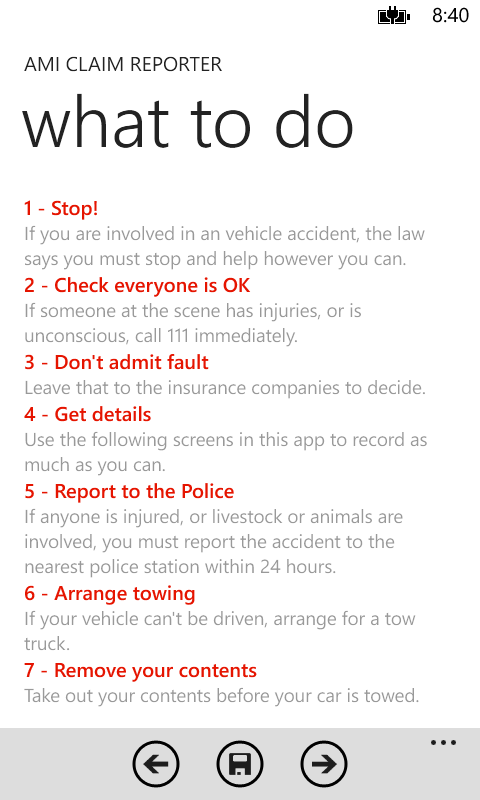 8:40
AMI CLAIM REPORTER
what to do
1 - Stop!
If you are involved in an vehicle accident, the law
says you must stop and help however you can.
2 - Check everyone is OK
If someone at the scene has injuries, or is
unconscious, call 111 immediately.
3 - Don't admit fault
Leave that to the insurance companies to decide.
4 - Get details
Use the following screens in this app to record as
much as you can.
5 - Report to the Police
If anyone is injured, or livestock or animals are
involved, you must report the accident to the
nearest police station within 24 hours.
6 - Arrange towing
If your vehicle can't be driven, arrange for a tow
truck.
7 - Remove your contents
Take out your contents before your car is towed.